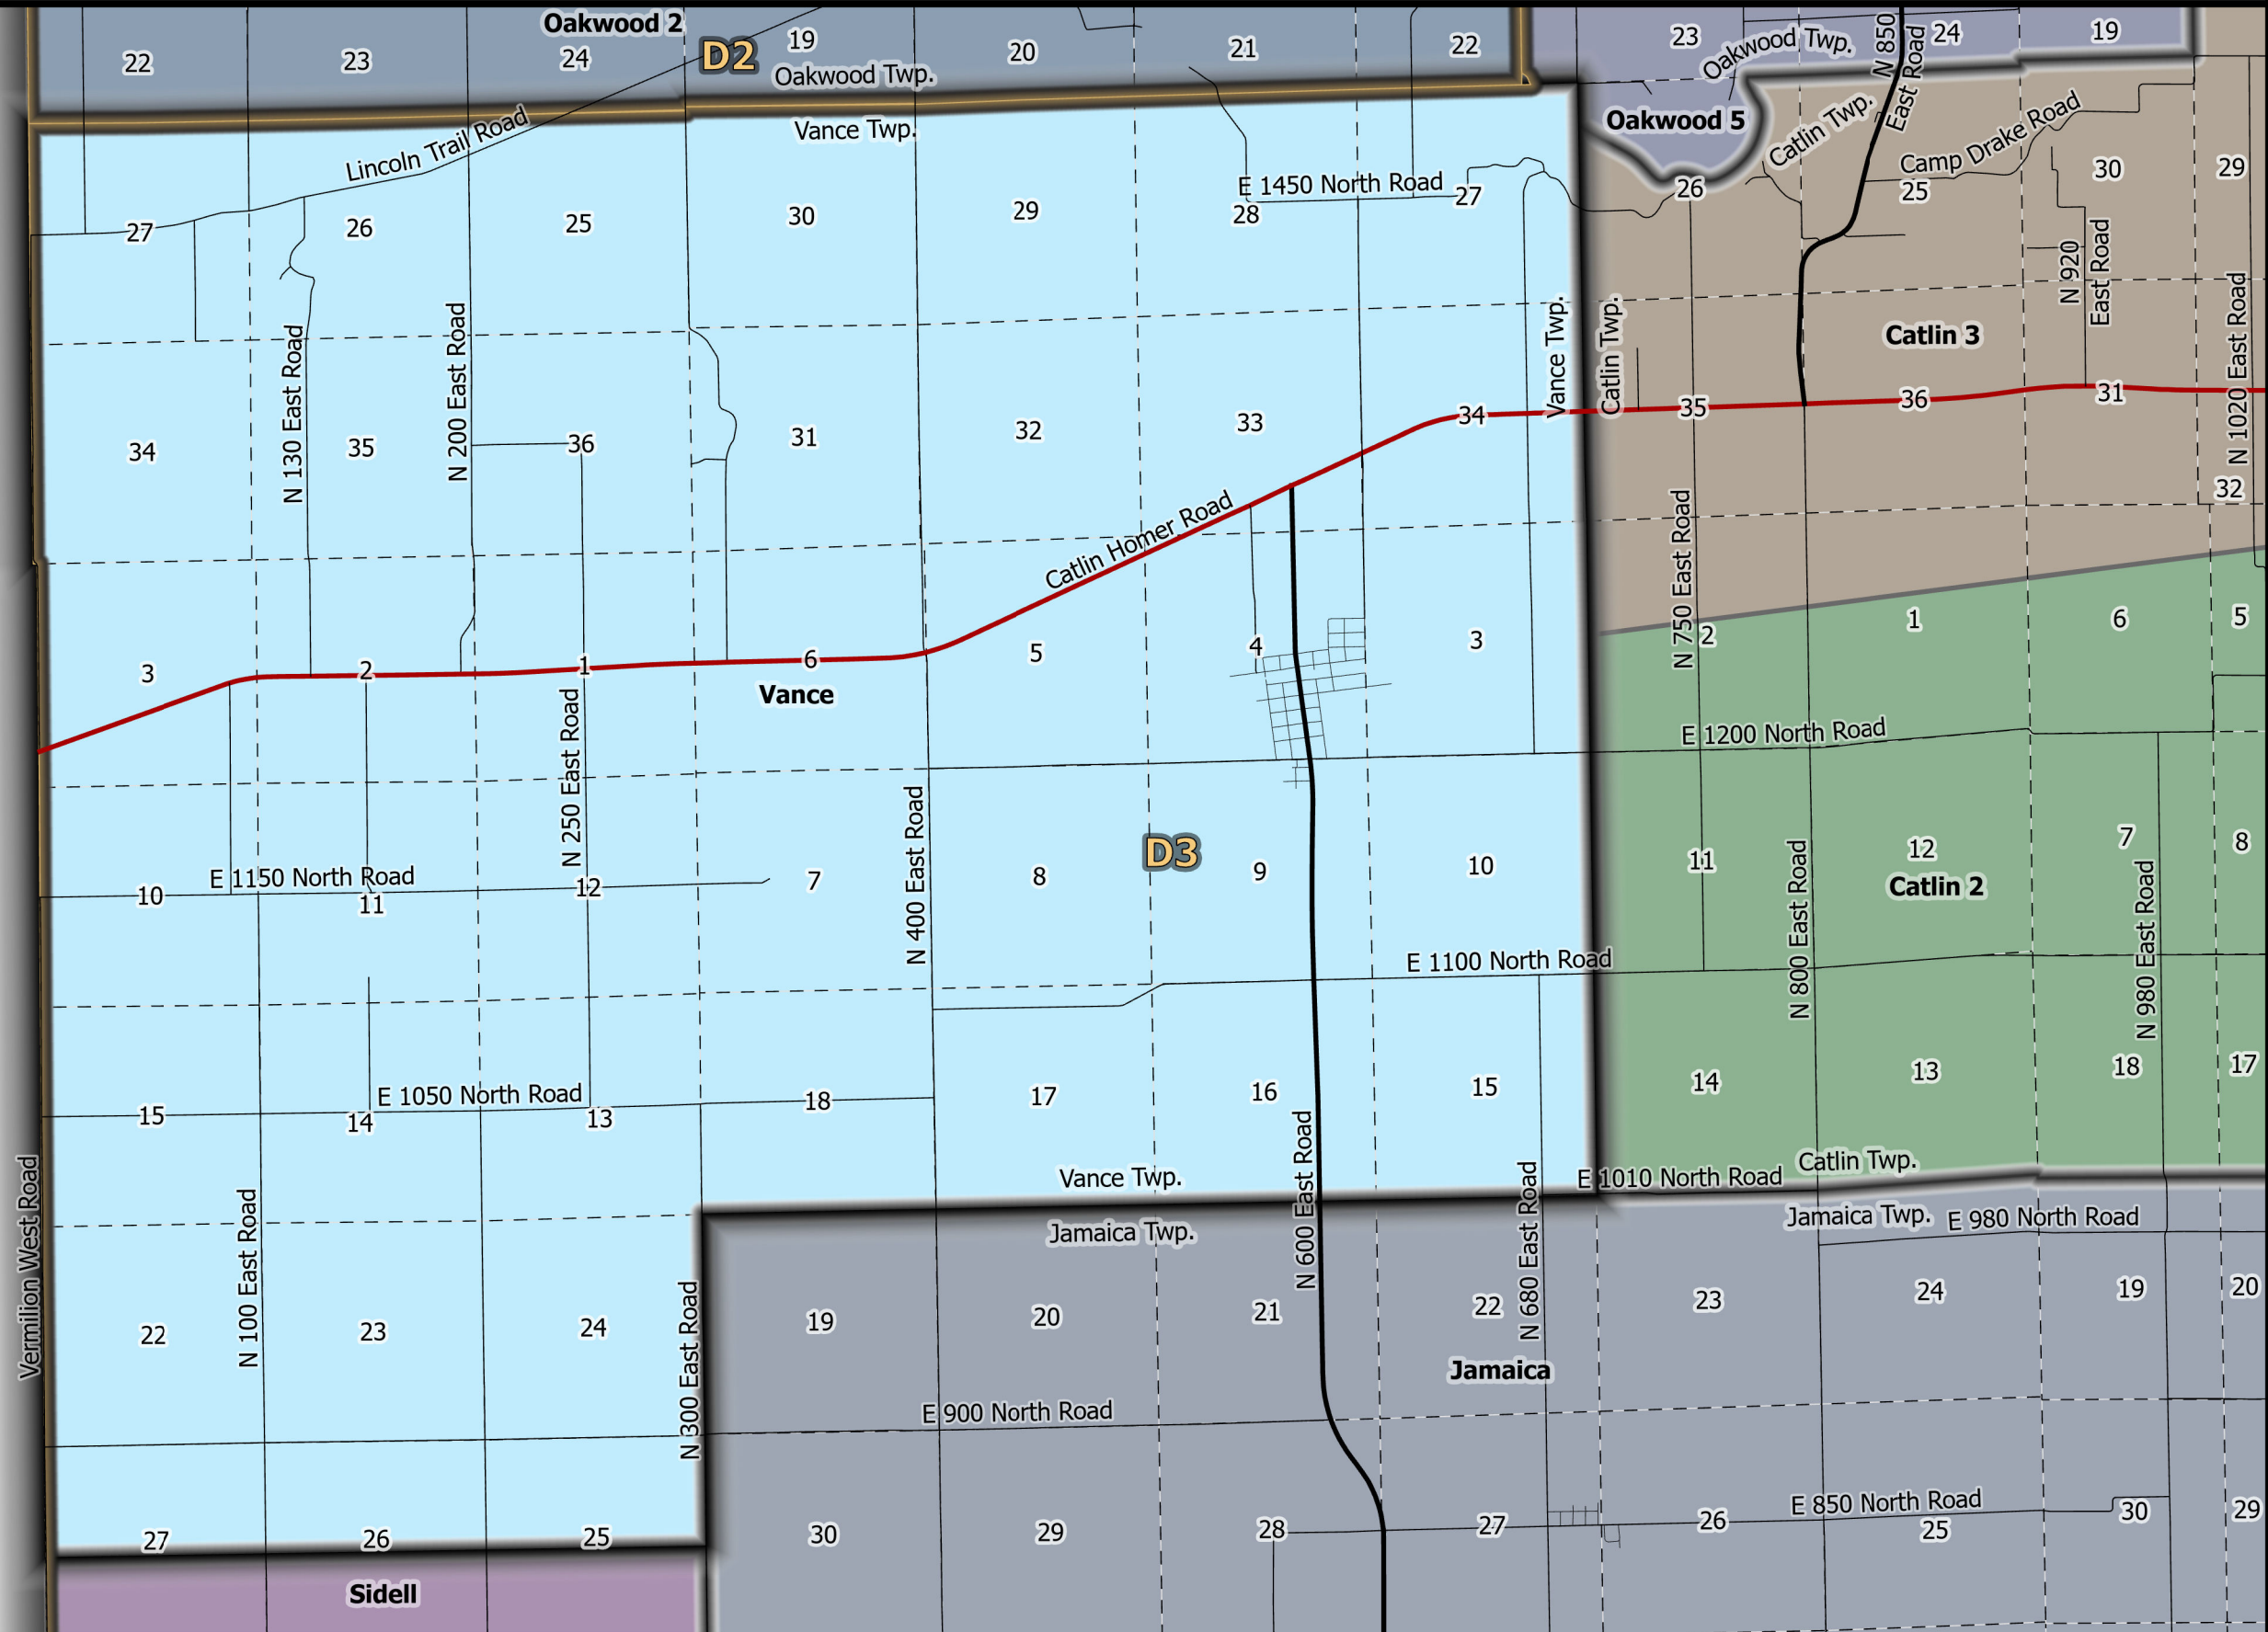 Oakwood 2
22
23
24
D2
19
Oakwood Twp.
20
21
22
23
Oakwood Twp.
N 850
East Road
24
19
Lincoln Trail Road
Vance Twp.
Oakwood 5
Catlin Twp.
Camp Drake Road
27
26
25
30
29
E 1450 North Road
28
27
26
25
30
29
N 130 East Road
N 200 East Road
Vance Twp.
Catlin Twp.
Catlin 3
N 920
East Road
N 1020 East Road
34
35
36
31
32
33
34
35
36
31
32
Catlin Homer Road
N 750 East Road
3
2
1
6
5
4
3
2
1
6
5
Vance
N 250 East Road
E 1200 North Road
N 400 East Road
D3
E 1150 North Road
10
11
12
7
8
9
10
11
12
7
8
Catlin 2
N 800 East Road
N 980 East Road
E 1100 North Road
E 1050 North Road
15
14
13
18
17
16
15
14
13
18
17
Vermilion West Road
N 100 East Road
Vance Twp.
N 600 East Road
N 680 East Road
E 1010 North Road
Catlin Twp.
Jamaica Twp.
Jamaica Twp.
E 980 North Road
22
23
24
N 300 East Road
19
20
21
22
23
24
19
20
Jamaica
E 900 North Road
E 850 North Road
27
26
25
30
29
28
27
26
25
30
29
Sidell